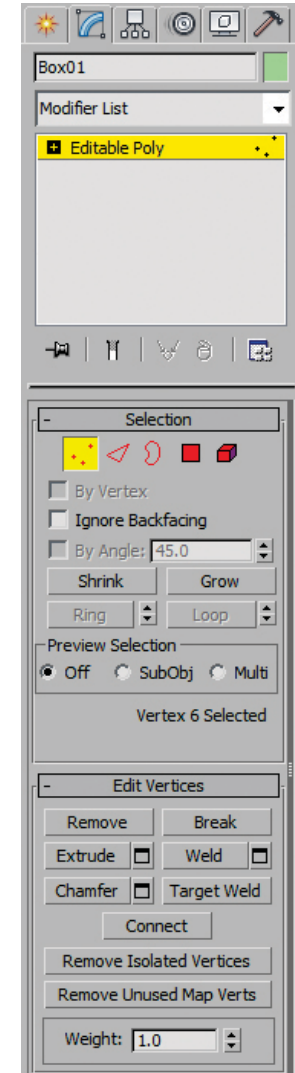 Box01
Modifier List
Editable Poly
- Selection
By Vertex
Ignore Backfacing
By Angle: 45.0
Shrink Grow
Ring Loop
Preview Selection
Off SubObj Multi
Vertex 6 Selected
- Edit Vertices
Remove Break
Extrude Weld
Chamfer Target Weld
Connect
Remove Isolated Vertices
Remove Unused Map Verts
Weight: 1.0